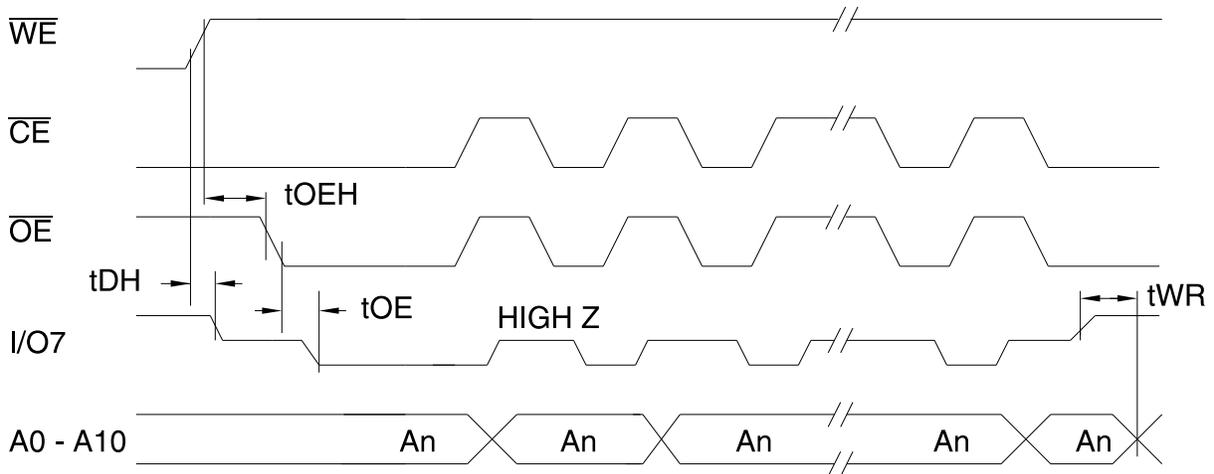 WE
CE
tOEH
OE
tDH
tOE
HIGH Z
tWR
I/O7
A0 - A10 An An An An An